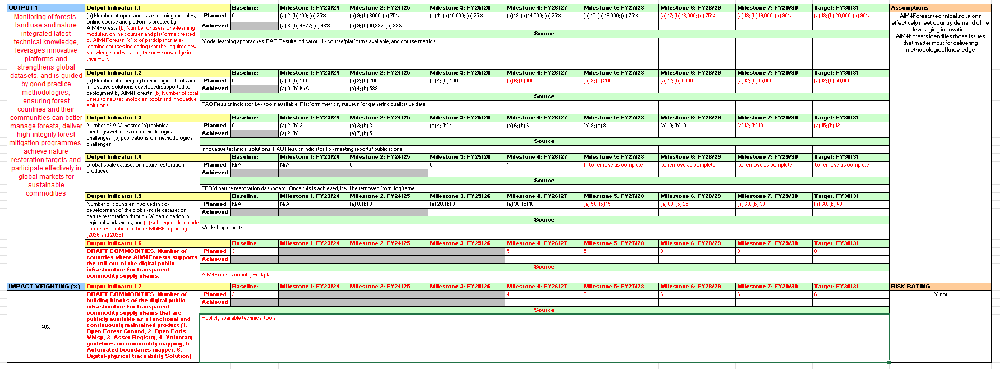 OUTPUT 1
Monitoring of forests,
land use and nature
integrated latest
technical knowledge,
leverages innovative
platforms and
strengthens global
datasets, and is guided
by good practice
methodologies,
ensuring forest
countries and their
communities can better
manage forests, deliver
high-integrity forest
mitigation programmes,
achieve nature
restoration targets and
participate effectively in
global markets for
sustainable
commodities
IMPACT WEIGHTING (%)
40%
Output Indicator 1.1 Baseline: Milestone 1: FY23/24 Milestone 2: FY24/25 Milestone 3: FY25/26 Milestone 4: FY26/27 Milestone 5: FY27/28 Milestone 6: FY28/29 Milestone 7: FY29/30 Target: FY30/31
(a) Number of open-access e-learning modules,
online course and platforms created by
AIM4Forests (b) Number of users of e-learning
modules, online courses and platforms created
by AIM4Forests; (c) % of participants at e-
learning courses indicating that they aquired new
knowledge and will apply the new knowledge in
their work
Planned 0 (a) 2; (b) 100; (c) 75% (a) 9; (b) 8000; (c) 75% (a) 11; (b) 10,000; (c) 75% (a) 13; (b) 14,000; (c) 75% (a) 15; (b) 16,000; (c) 75% (a) 17; (b) 18,000; (c) 75% (a) 18; (b) 19,000; (c) 90% (a) 18; (b) 20,000; (c) 90%
Achieved (a) 6; (b) 4677; (c) 98% (a) 9; (b) 10,987; (c) 99%
Source
Model learning appproaches. FAO Results Indicator 1.1 - course/platforms available, and course metrics
Output Indicator 1.2 Baseline: Milestone 1: FY23/24 Milestone 2: FY24/25 Milestone 3: FY25/26 Milestone 4: FY26/27 Milestone 5: FY27/28 Milestone 6: FY28/29 Milestone 7: FY29/30 Target: FY30/31
(a) Number of emerging technologies, tools and
innovative solutions developed/supported to
deployment by AIM4Forests; (b) Number of total
users to new technologies, tools and innovative
solutions
Planned 0 (a) 0; (b) 100 (a) 2; (b) 200 (a) 4; (b) 400 (a) 6; (b) 1000 (a) 9; (b) 2000 (a) 12; (b) 5000 (a) 12; (b) 15,000 (a) 12; (b) 50,000
Achieved (a) 0; (b) N/A (a) 4; (b) 588
Source
FAO Results Indicator 1.4 - tools available, Platform metrics, surveys for gathering qualitative data
Output Indicator 1.3 Baseline: Milestone 1: FY23/24 Milestone 2: FY24/25 Milestone 3: FY25/26 Milestone 4: FY26/27 Milestone 5: FY27/28 Milestone 6: FY28/29 Milestone 7: FY29/30 Target: FY30/31
Number of AIM-hosted (a) technical
meetings/webinars on methodological
challenges, (b) publications on methodological
challenges
Planned 0 (a) 2; (b) 2 (a) 3; (b) 3 (a) 4; (b) 4 (a) 6; (b) 6 (a) 8; (b) 8 (a) 10; (b) 10 (a) 12; (b) 10 (a) 15; (b) 12
Achieved (a) 2; (b) 1 (a) 7; (b) 5
Source
Innovative technical solutions. FAO Results Indicator 1.5 - meeting reports/ publications
Output Indicator 1.4 Baseline: Milestone 1: FY23/24 Milestone 2: FY24/25 Milestone 3: FY25/26 Milestone 4: FY26/27 Milestone 5: FY27/28 Milestone 6: FY28/29 Milestone 7: FY29/30 Target: FY30/31
Global-scale dataset on nature restoration
produced
Planned N/A N/A 0 0 1 1 - to remove as complete to remove as complete to remove as complete to remove as complete
Achieved
Source
FERM nature restoration dashboard . Once this is achieved, it will be removed from logframe
Output Indicator 1.5 Baseline: Milestone 1: FY23/24 Milestone 2: FY24/25 Milestone 3: FY25/26 Milestone 4: FY26/27 Milestone 5: FY27/28 Milestone 6: FY28/29 Milestone 7: FY29/30 Target: FY30/31
Number of countries involved in co-
development of the global-scale dataset on
nature restoration through (a) participation in
regional workshops, and (b) subsequently include
nature restoration in their KMGBF reporting
(2026 and 2029)
Planned N/A N/A (a) 0; (b) 0 (a) 20; (b) 0 (a) 30; (b) 10 (a) 50; (b) 15 (a) 60; (b) 25 (a) 60; (b) 30 (a) 60; (b) 40
Achieved
Source
Workshop reports
Output Indicator 1.6 Baseline: Milestone 1: FY23/24 Milestone 2: FY24/25 Milestone 3: FY25/26 Milestone 4: FY26/27 Milestone 5: FY27/28 Milestone 6: FY28/29 Milestone 7: FY29/30 Target: FY30/31
DRAFT COMMODITIES: Number of
countries where AIM4Forests supports
the roll-out of the digital public
infrastructure for transparent
commodity supply chains.
Planned 3 5 5 8 8 8
Achieved
Source
AIM4Forests country workplan
Output Indicator 1.7 Baseline: Milestone 1: FY23/24 Milestone 2: FY24/25 Milestone 3: FY25/26 Milestone 4: FY26/27 Milestone 5: FY27/28 Milestone 6: FY28/29 Milestone 7: FY29/30 Target: FY30/31
DRAFT COMMODITIES: Number of
building blocks of the digital public
infrastructure for transparent
commodity supply chains that are
publicly available as a functional and
continuously maintained product (1.
Open Forest Ground, 2. Open Foris
Whisp, 3. Asset Registry, 4. Voluntary
guidelines on commodity mapping, 5.
Automated boundaries mapper, 6.
Digital-physical traceability Solution)
Planned 2 4 6 6 6 6
Achieved
Source
Publicly available technical tools
Assumptions
AIM4Forests technical solutions
effectively meet country demand while
leveraging innovation
AIM4Forests identifies those issues
that matter most for delivering
methodological knowledge
RISK RATING
Minor